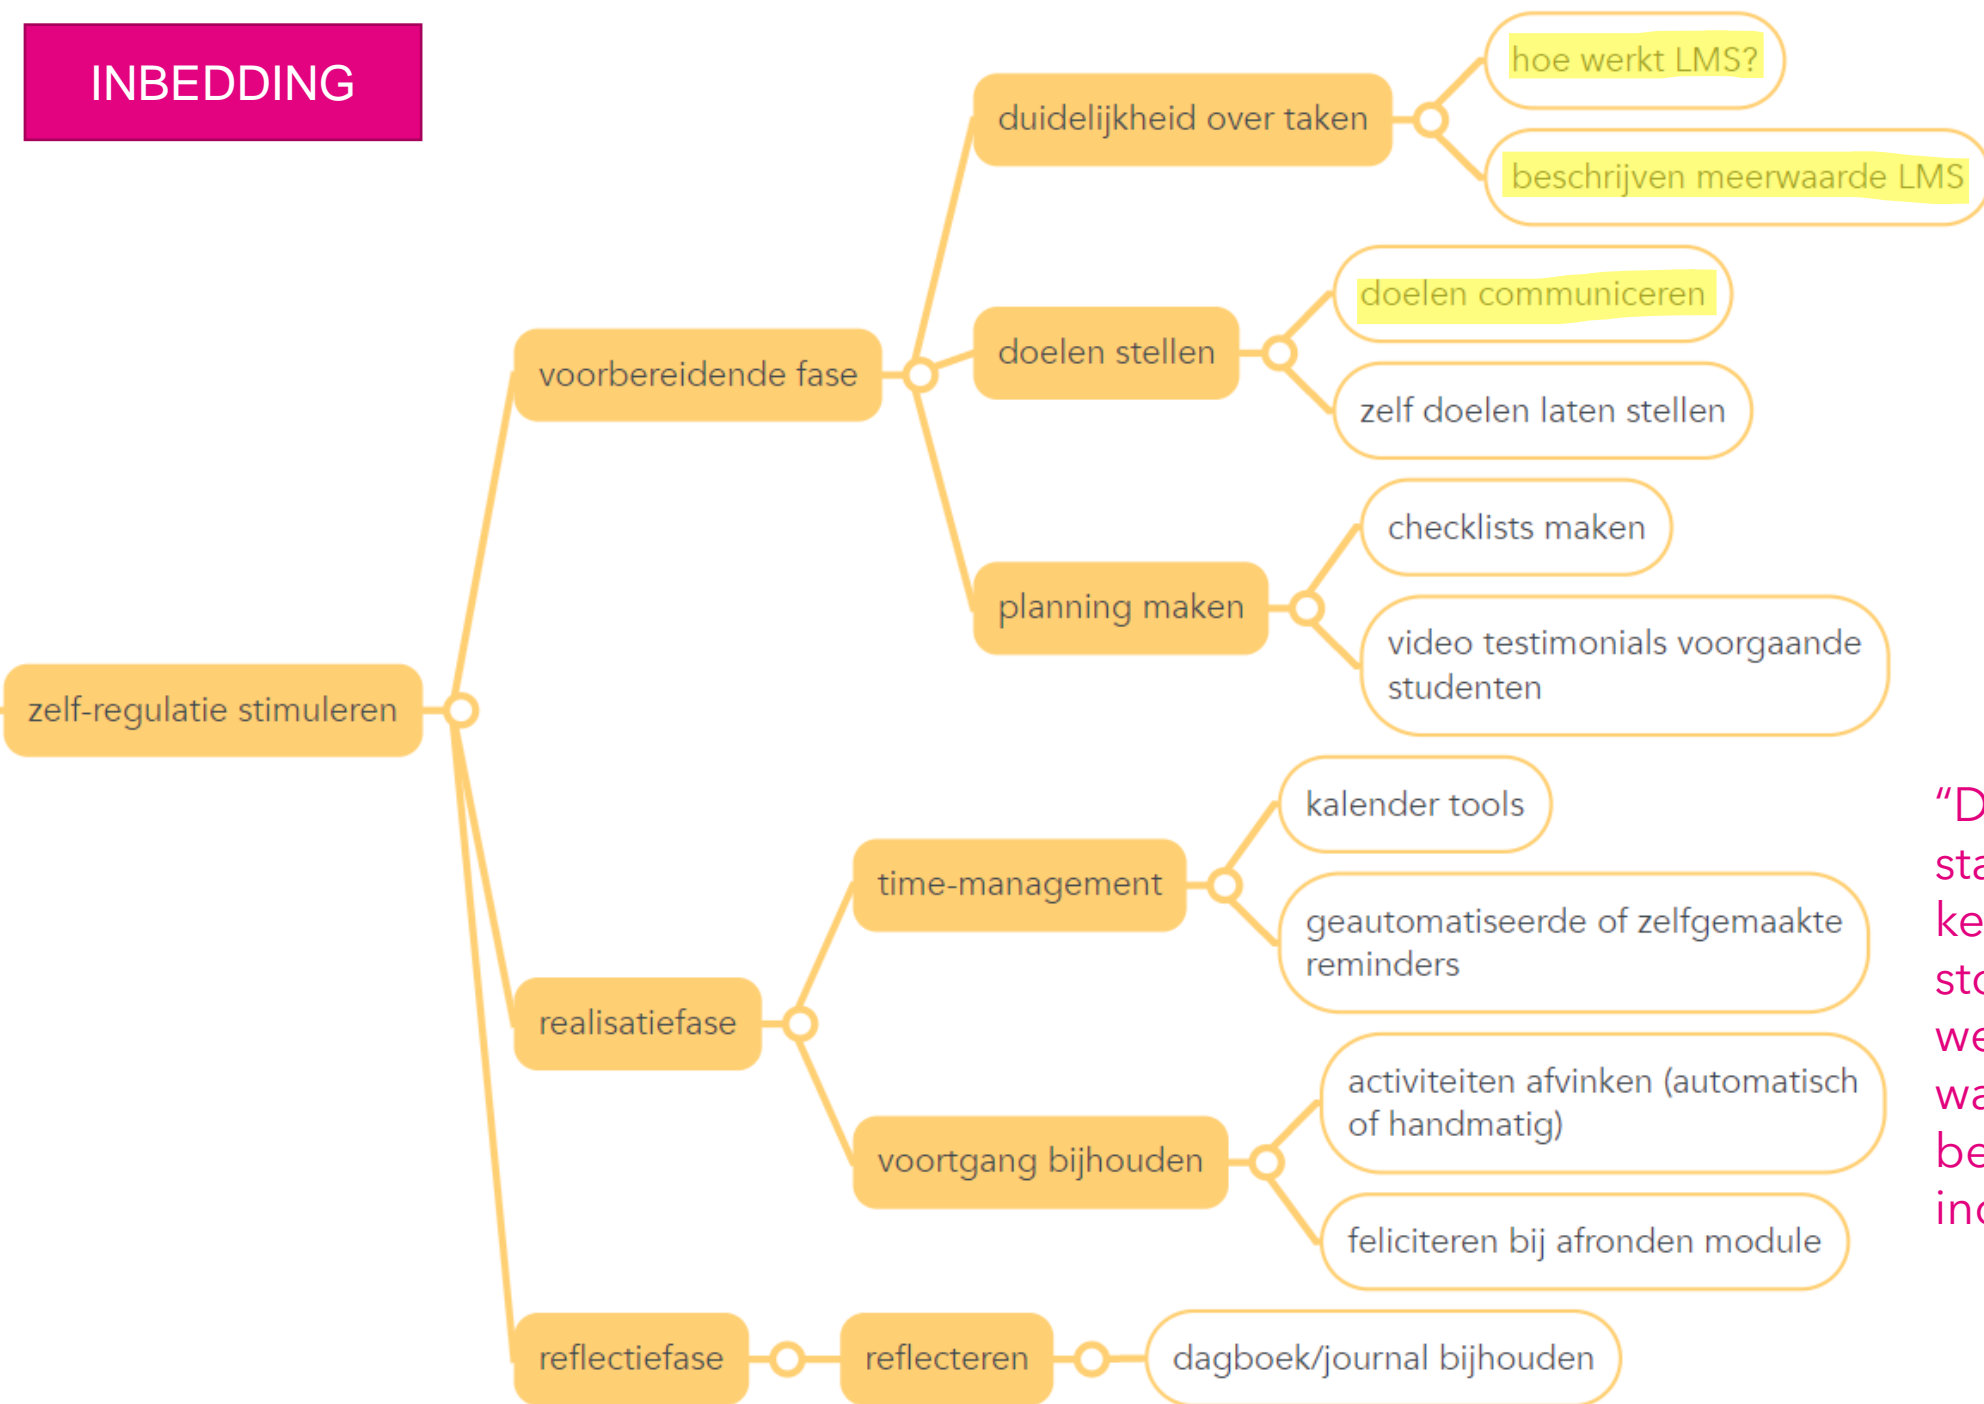 INBEDDING
zelf-regulatie stimuleren
voorbereidende fase
duidelijkheid over taken
hoe werkt LMS?
beschrijven meerwaarde LMS
doelen stellen
doelen communiceren
zelf doelen laten stellen
planning maken
checklists maken
video testimonials voorgaande
studenten
realisatiefase
time-management
kalender tools
geautomatiseerde of zelfgemaakte
reminders
voortgang bijhouden
activiteiten afvinken (automatisch
of handmatig)
feliciteren bij afronden module
reflectiefase
reflecteren
dagboek/journal bijhouden